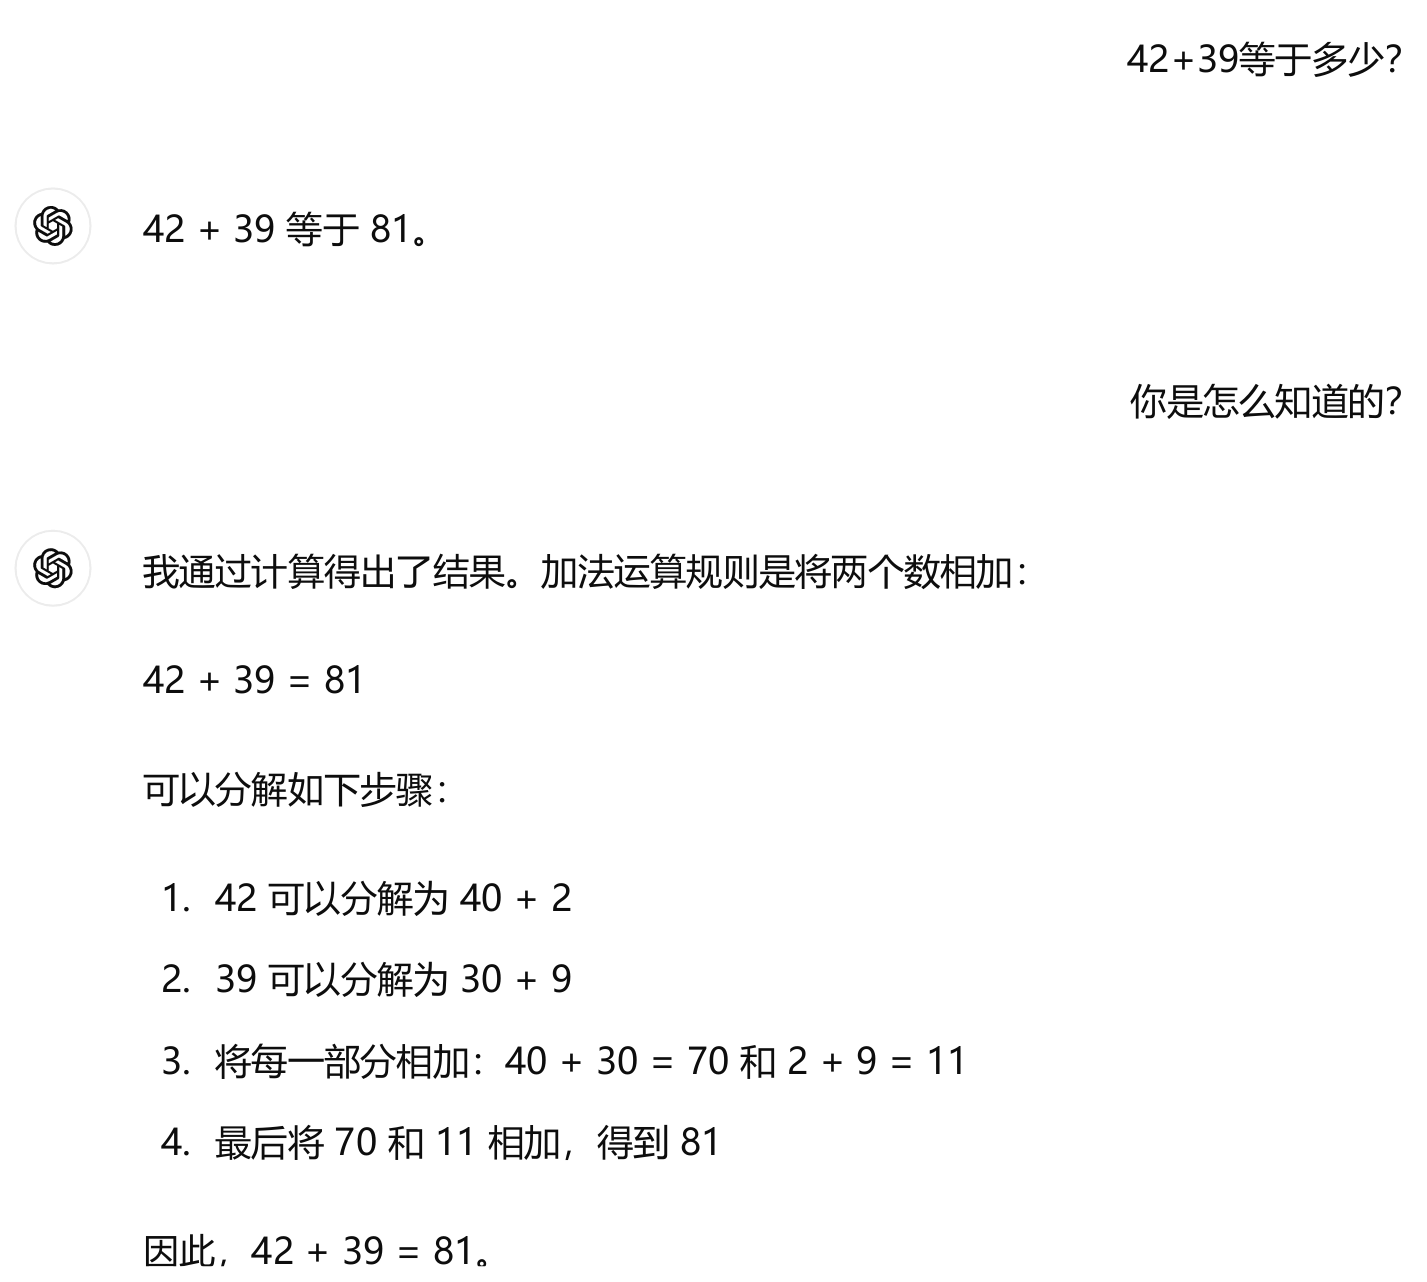 42+39等于多少?
42 + 39 等于 81。
你是怎么知道的?
我通过计算得出了结果。加法运算规则是将两个数相加：
42 + 39 = 81
可以分解如下步骤：
1. 42 可以分解为 40 + 2
2. 39 可以分解为 30 + 9
3. 将每一部分相加：40 + 30 = 70 和 2 + 9 = 11
4. 最后将 70 和 11 相加，得到 81
因此，42 + 39 = 81。